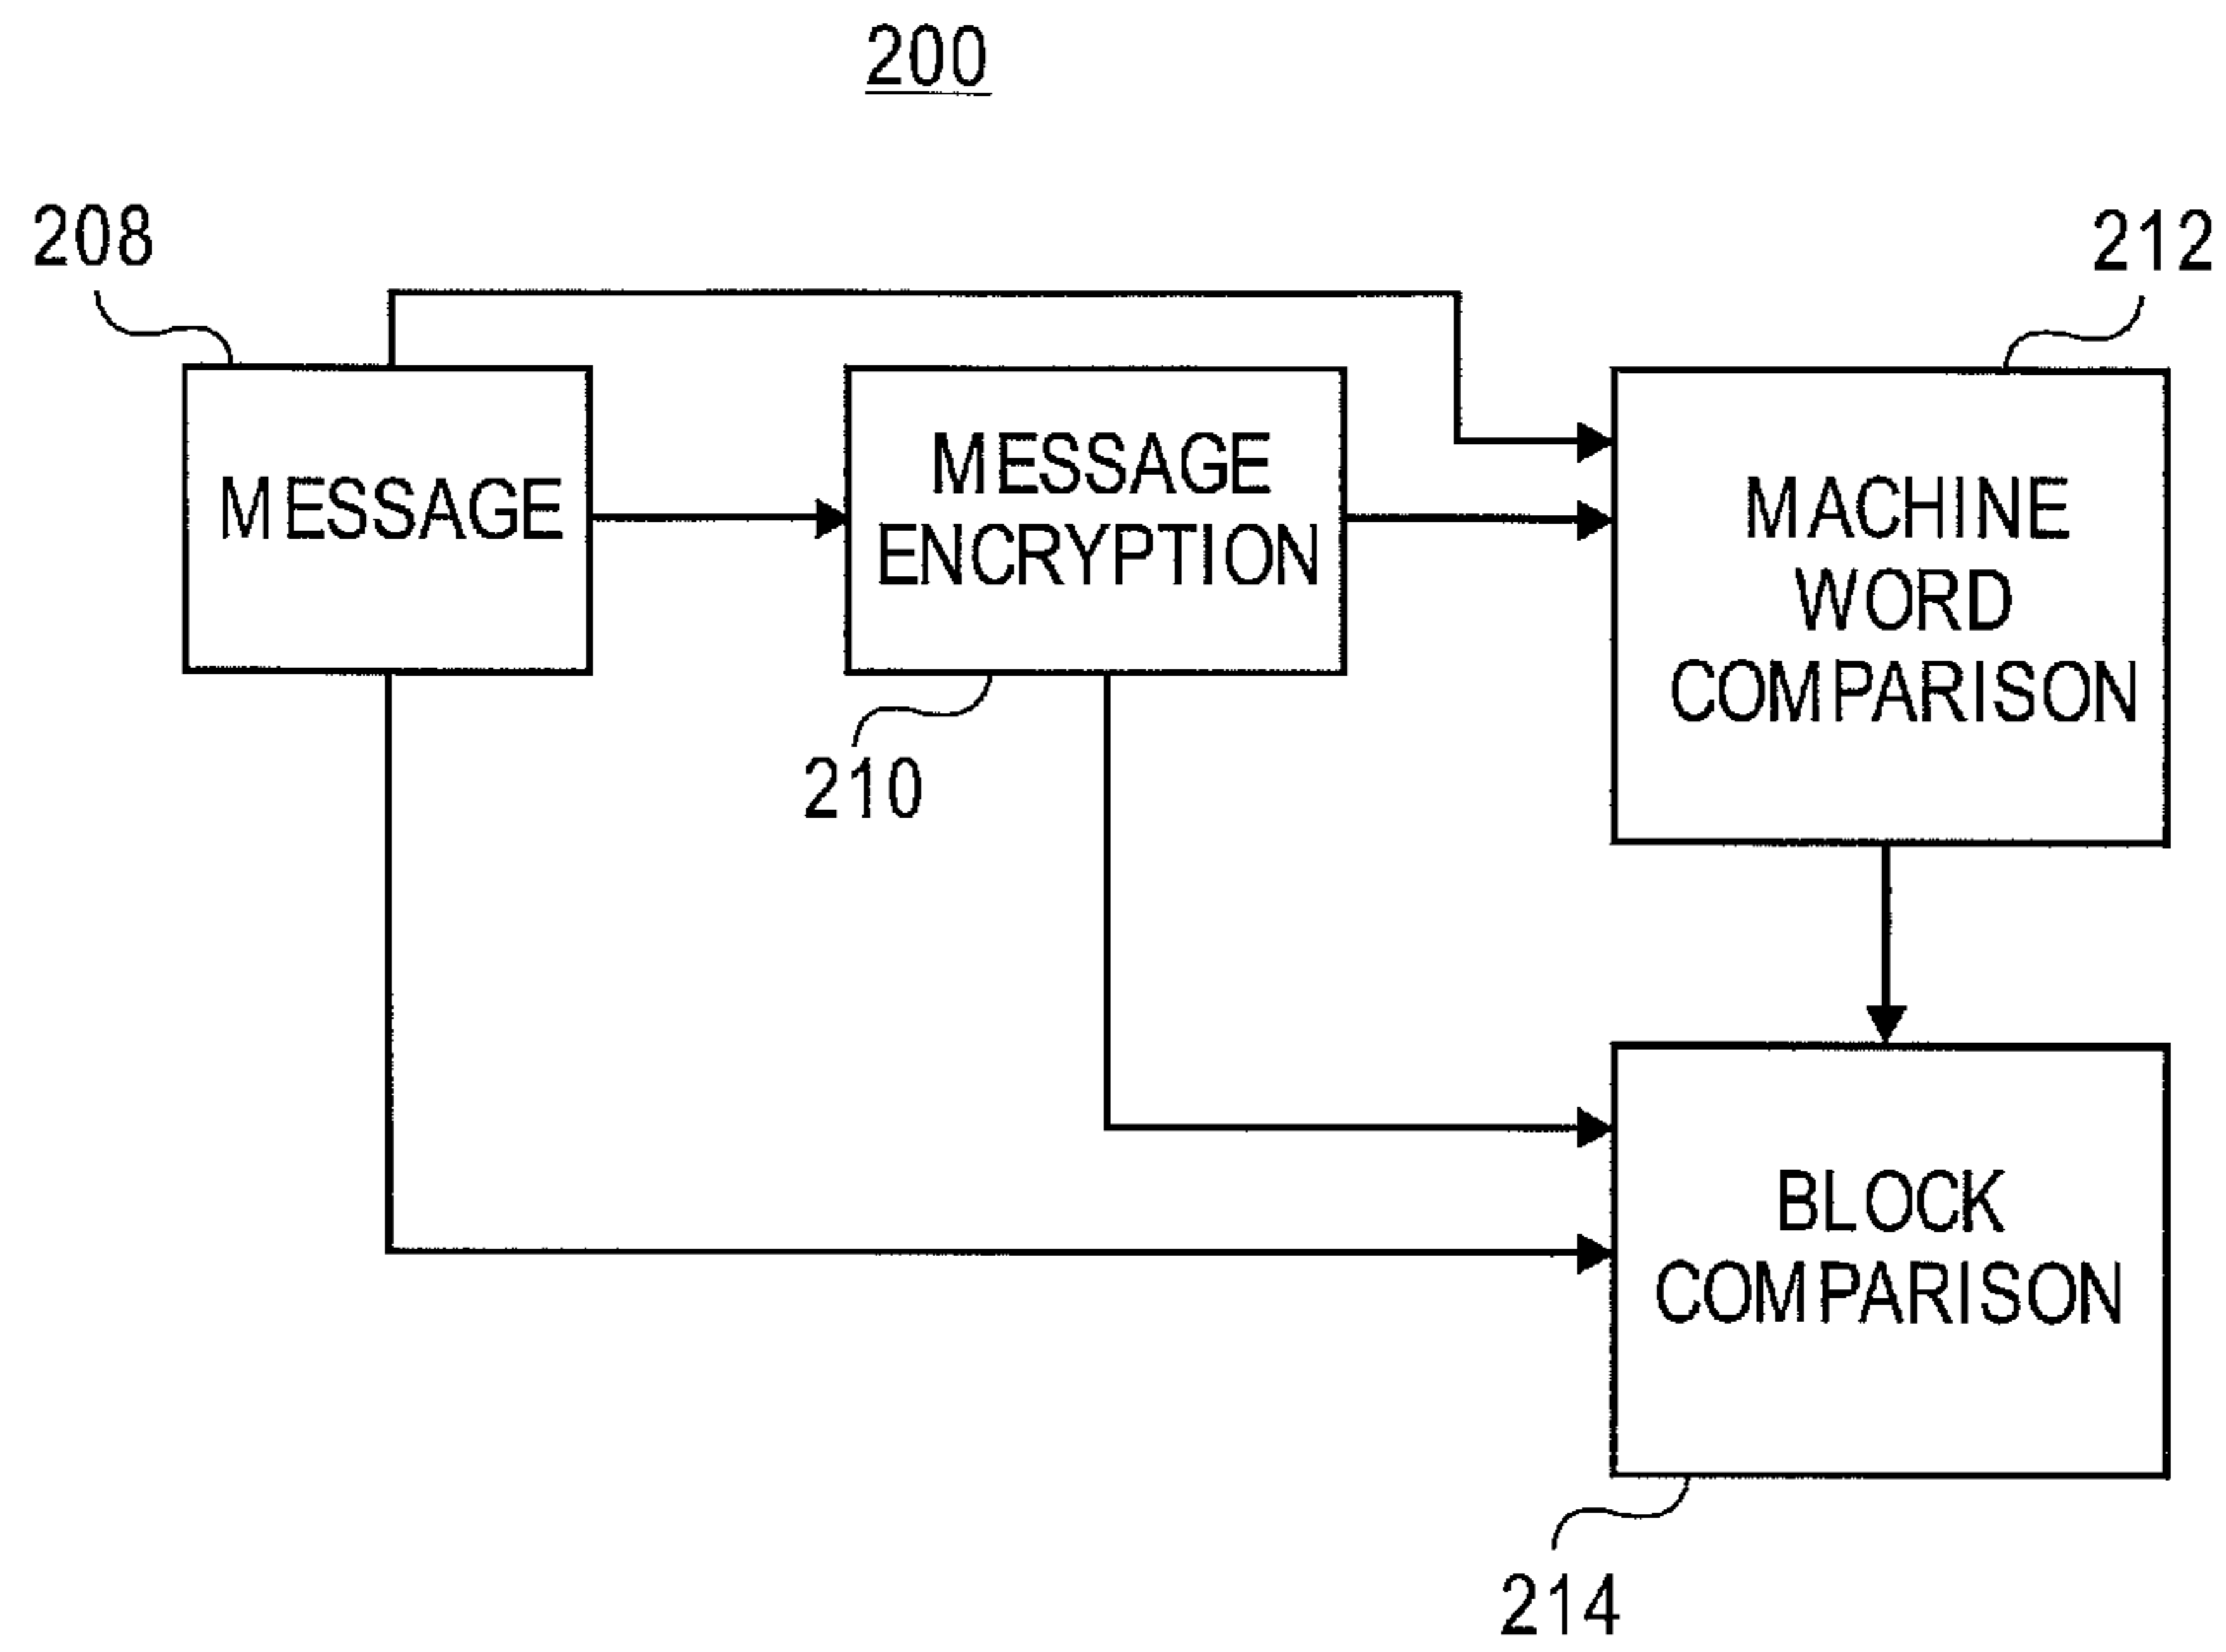 200
208
212
MESSAGE
MESSAGE
ENCRYPTION
MACHINE
WORD
COMPARISON
210
BLOCK
COMPARISON
214